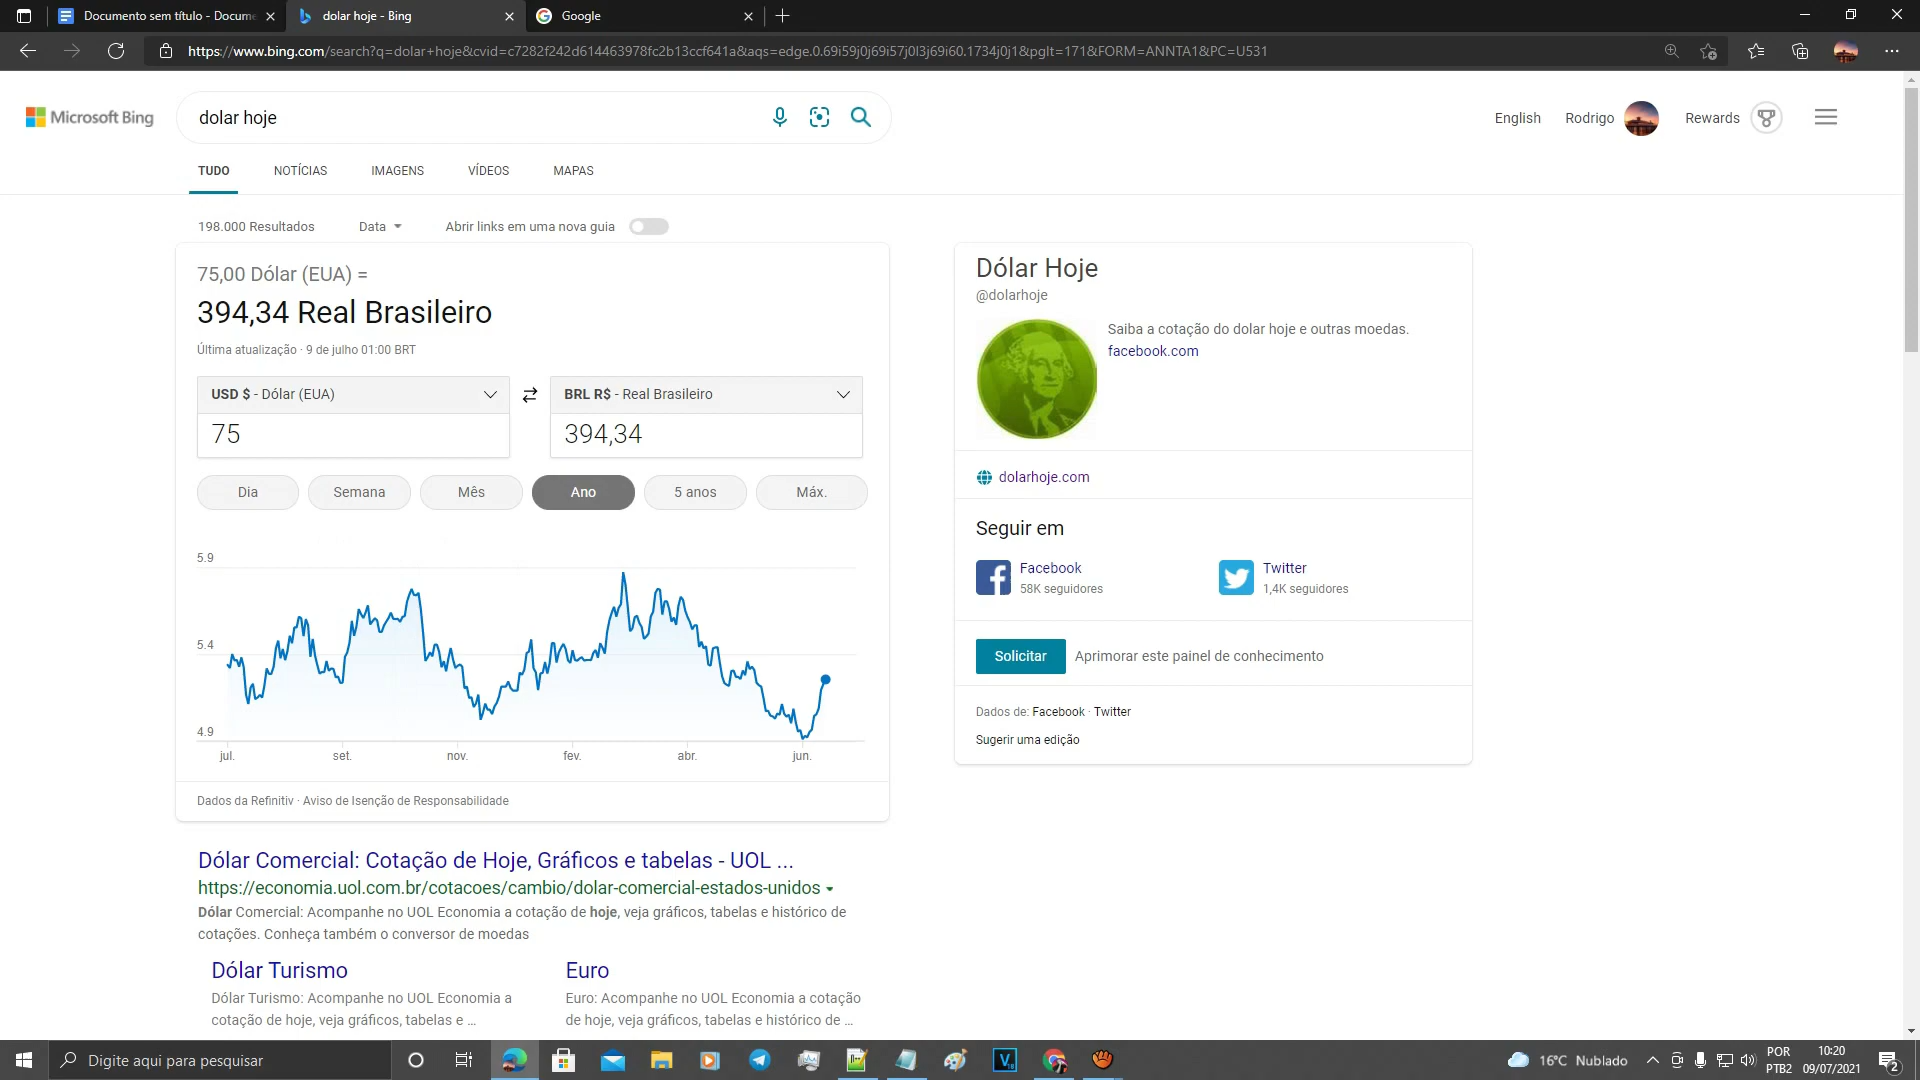 Documento sem título - Docume
dolar hoje - Bing
Google
https://www.bing.com/search?q=dolar+hoje&cvid=c7282f242d614463978fc2b13ccf641a&aqs=edge.0.69i59j0j69i57j0l3j69i60.1734j0j1&pglt=171&FORM=ANNTA1&PC=U531
Microsoft Bing
dolar hoje
English Rodrigo Rewards
TUDO NOTÍCIAS IMAGENS VÍDEOS MAPAS
198.000 Resultados Data Abrir links em uma nova guia
75,00 Dólar (EUA) =
394,34 Real Brasileiro
Última atualização · 9 de julho 01:00 BRT
USD $ - Dólar (EUA)
75
BRL R$ - Real Brasileiro
394,34
Dia Semana Mês Ano 5 anos Máx.
5.9
5.4
4.9
jul. set. nov. fev. abr. jun.
Dados da Refinitiv · Aviso de Isenção de Responsabilidade
Dólar Comercial: Cotação de Hoje, Gráficos e tabelas - UOL ...
https://economia.uol.com.br/cotacoes/cambio/dolar-comercial-estados-unidos
Dólar Comercial: Acompanhe no UOL Economia a cotação de hoje, veja gráficos, tabelas e histórico de
cotações. Conheça também o conversor de moedas
Dólar Turismo
Dólar Turismo: Acompanhe no UOL Economia a
cotação de hoje, veja gráficos, tabelas e ...
Euro
Euro: Acompanhe no UOL Economia a cotação
de hoje, veja gráficos, tabelas e histórico de ...
Dólar Hoje
@dolarhoje
Saiba a cotação do dolar hoje e outras moedas.
facebook.com
dolarhoje.com
Seguir em
Facebook
58K seguidores
Twitter
1,4K seguidores
Solicitar Aprimorar este painel de conhecimento
Dados de: Facebook · Twitter
Sugerir uma edição
Digite aqui para pesquisar
16°C Nublado
POR
PTB2
10:20
09/07/2021
2